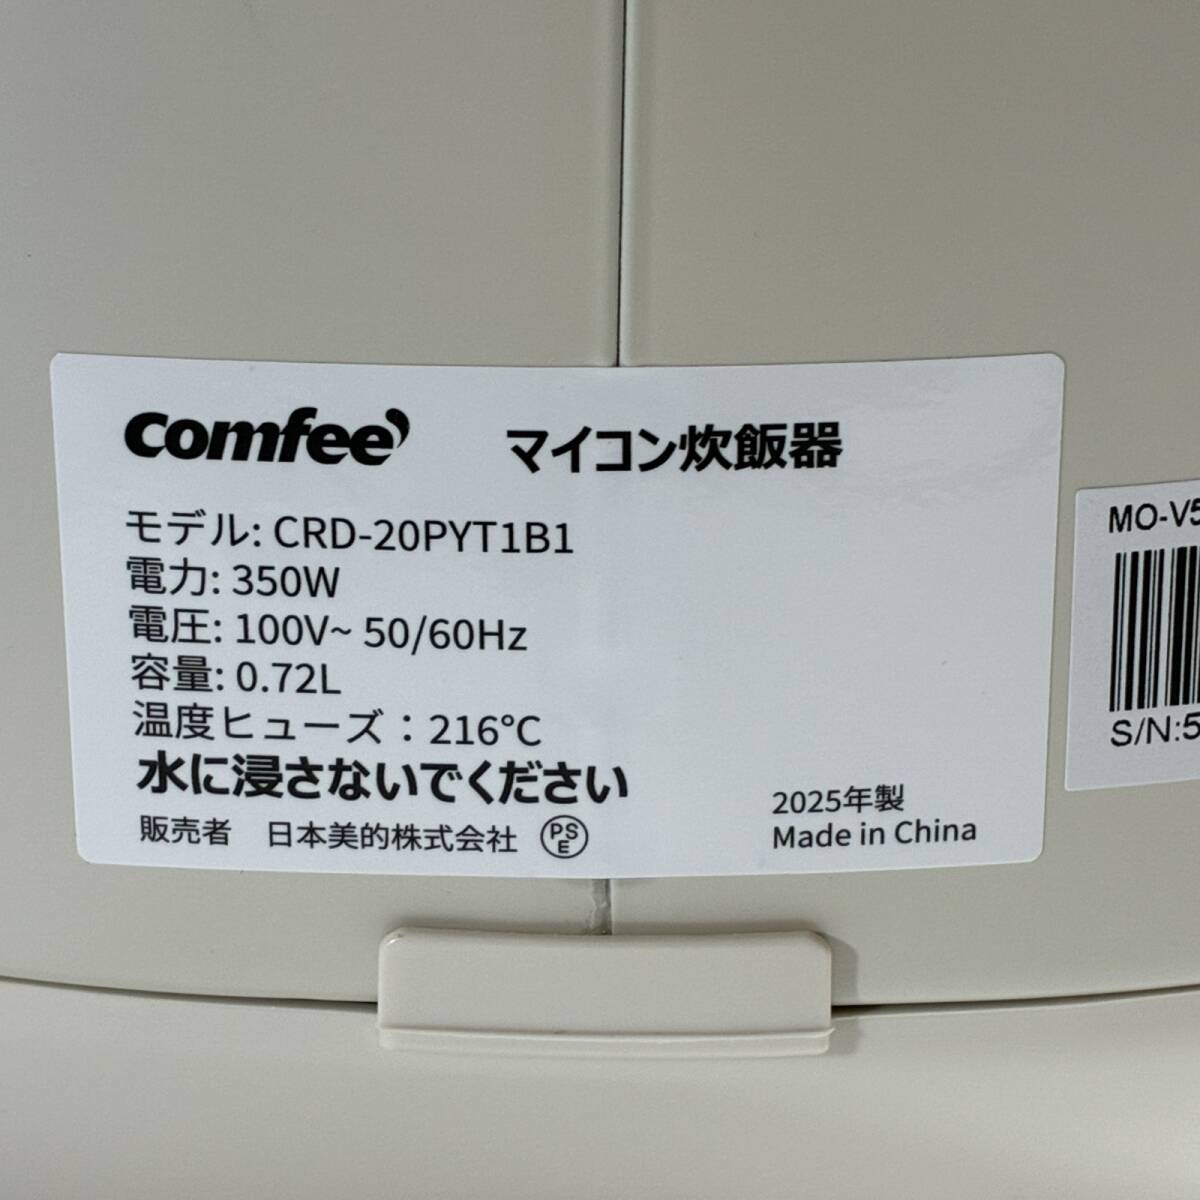 comfee' マイコン炊飯器
モデル: CRD-20PYT1B1
電力: 350W
電圧: 100V~ 50/60Hz
容量: 0.72L
温度ヒューズ：216℃
水に浸さないでください
販売者 日本美的株式会社 PSE
2025年製
Made in China
MO-V5
S/N:5